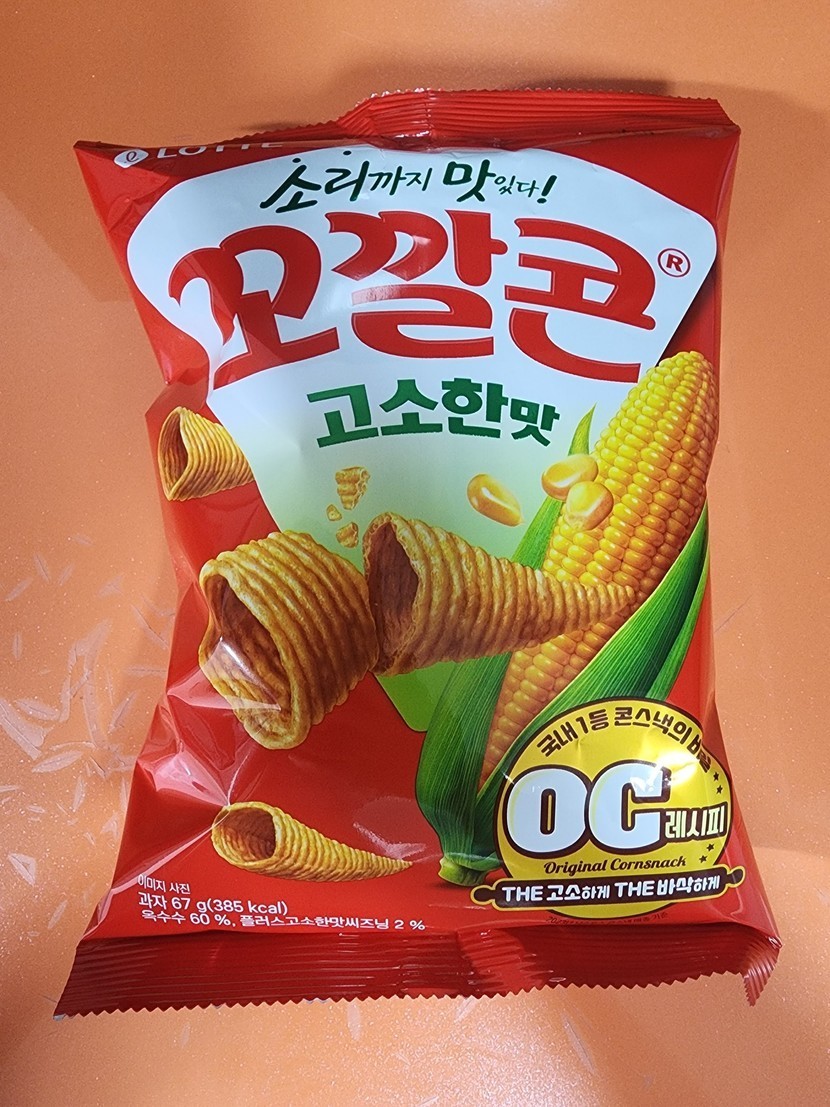 LOTTE
소리까지 맛있다!
꼬깔콘®
고소한맛
국내 1등 콘스낵의 비결
OC레시피
Original Cornsnack
THE 고소하게 THE 바삭하게
이미지 사진
과자 67 g(385 kcal)
옥수수 60 %, 플러스고소한맛씨즈닝 2 %